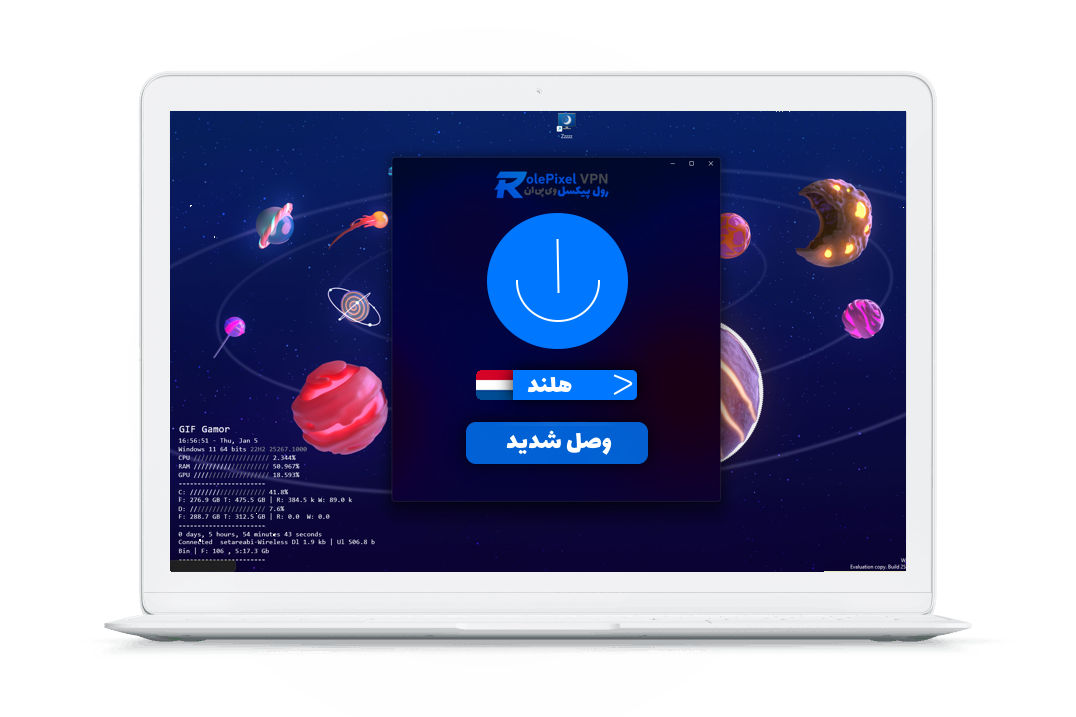 Zzzzz
RolePixel VPN
رول پیکسل وی پی ان
هلند
وصل شدید
GIF Gamor
16:56:51 - Thu, Jan 5
Windows 11 64 bits 22H2 25267.1000
CPU //////////////////// 2.344%
RAM //////////////////// 50.967%
GPU //////////////////// 18.593%
-----------------------
C: //////////////////// 41.8%
F: 276.9 GB T: 475.5 GB | R: 384.5 k W: 89.0 k
D: //////////////////// 7.6%
F: 288.7 GB T: 312.5 GB | R: 0.0 W: 0.0
-----------------------
0 days, 5 hours, 54 minutes 43 seconds
Connected setareabi-Wireless Dl 1.9 kb | Ul 506.8 b
Bin | F: 106 , S:17.3 Gb
-----------------------
W
Evaluation copy. Build 25